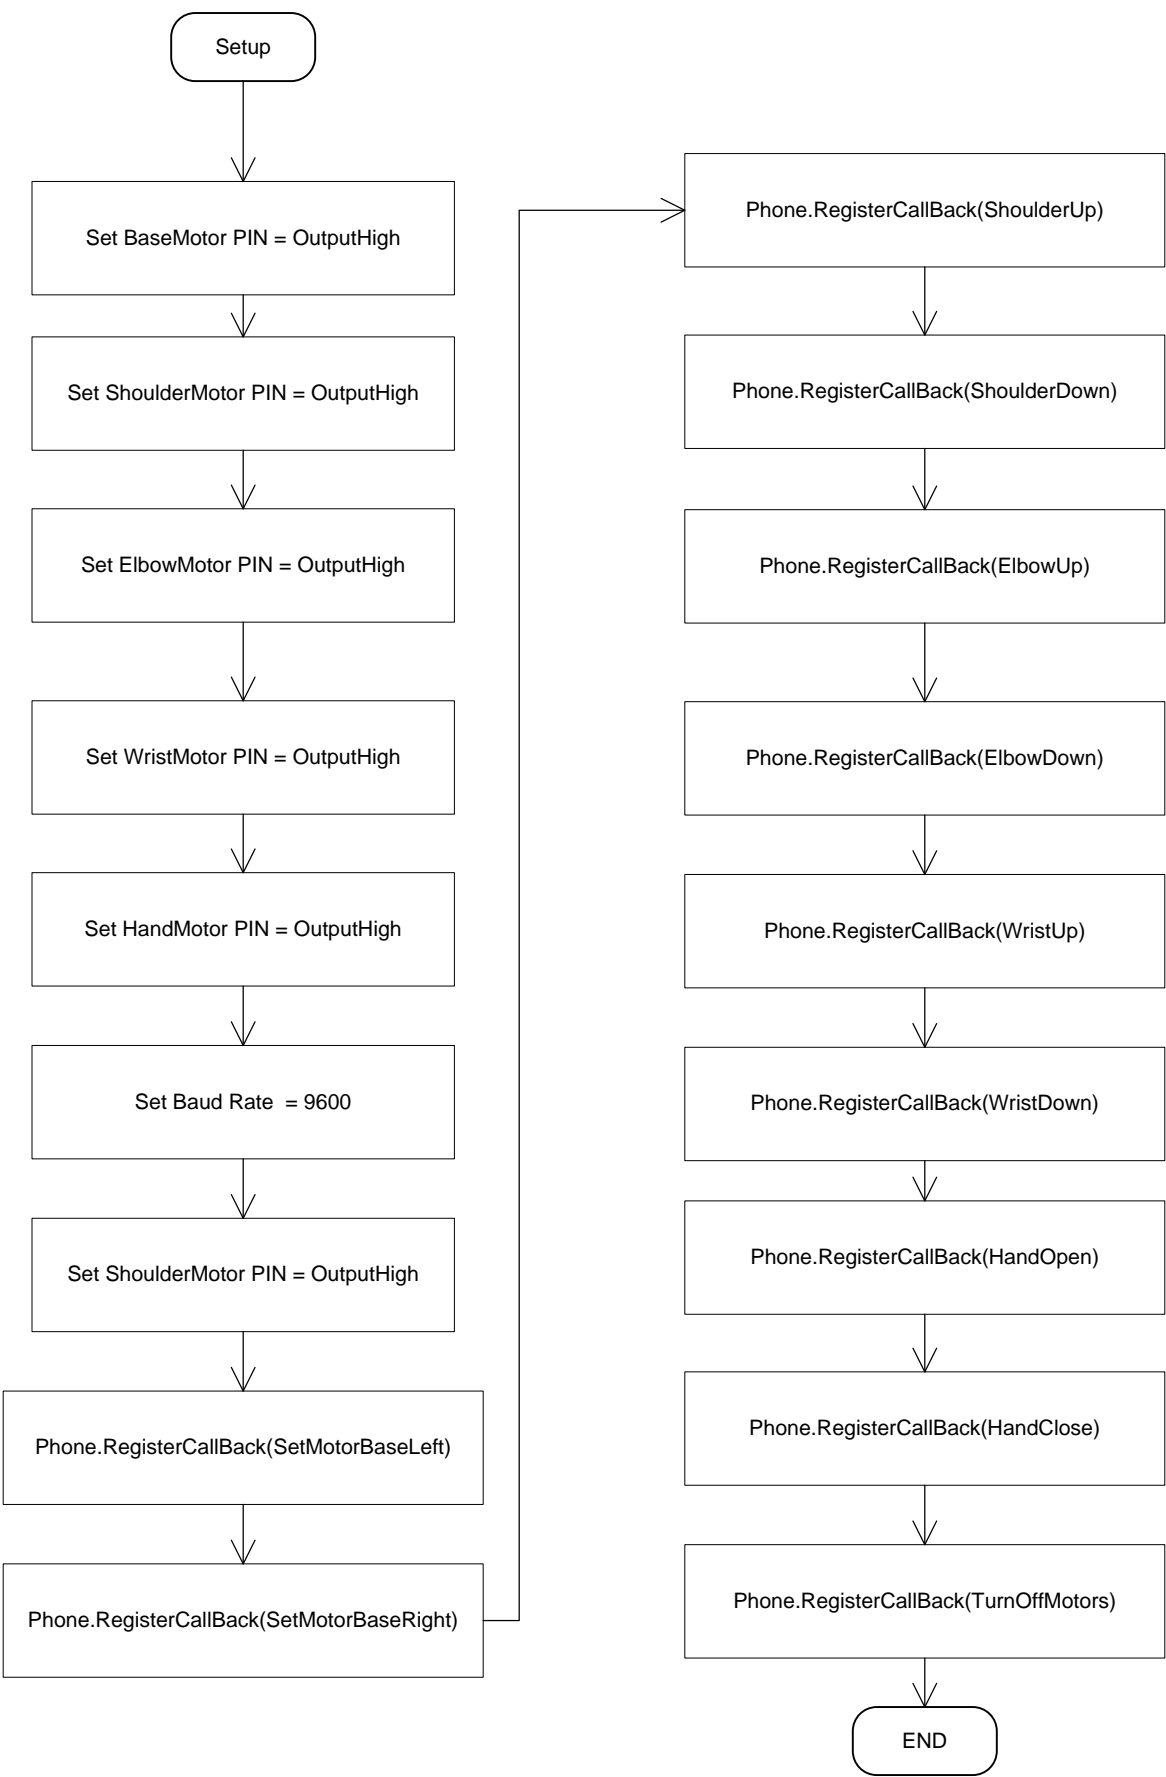 Setup
Set BaseMotor PIN = OutputHigh
Set ShoulderMotor PIN = OutputHigh
Set ElbowMotor PIN = OutputHigh
Set WristMotor PIN = OutputHigh
Set HandMotor PIN = OutputHigh
Set Baud Rate  = 9600
Set ShoulderMotor PIN = OutputHigh
Phone.RegisterCallBack(SetMotorBaseLeft)
Phone.RegisterCallBack(SetMotorBaseRight)
Phone.RegisterCallBack(ShoulderUp)
Phone.RegisterCallBack(ShoulderDown)
Phone.RegisterCallBack(ElbowUp)
Phone.RegisterCallBack(ElbowDown)
Phone.RegisterCallBack(WristUp)
Phone.RegisterCallBack(WristDown)
Phone.RegisterCallBack(HandOpen)
Phone.RegisterCallBack(HandClose)
Phone.RegisterCallBack(TurnOffMotors)
END